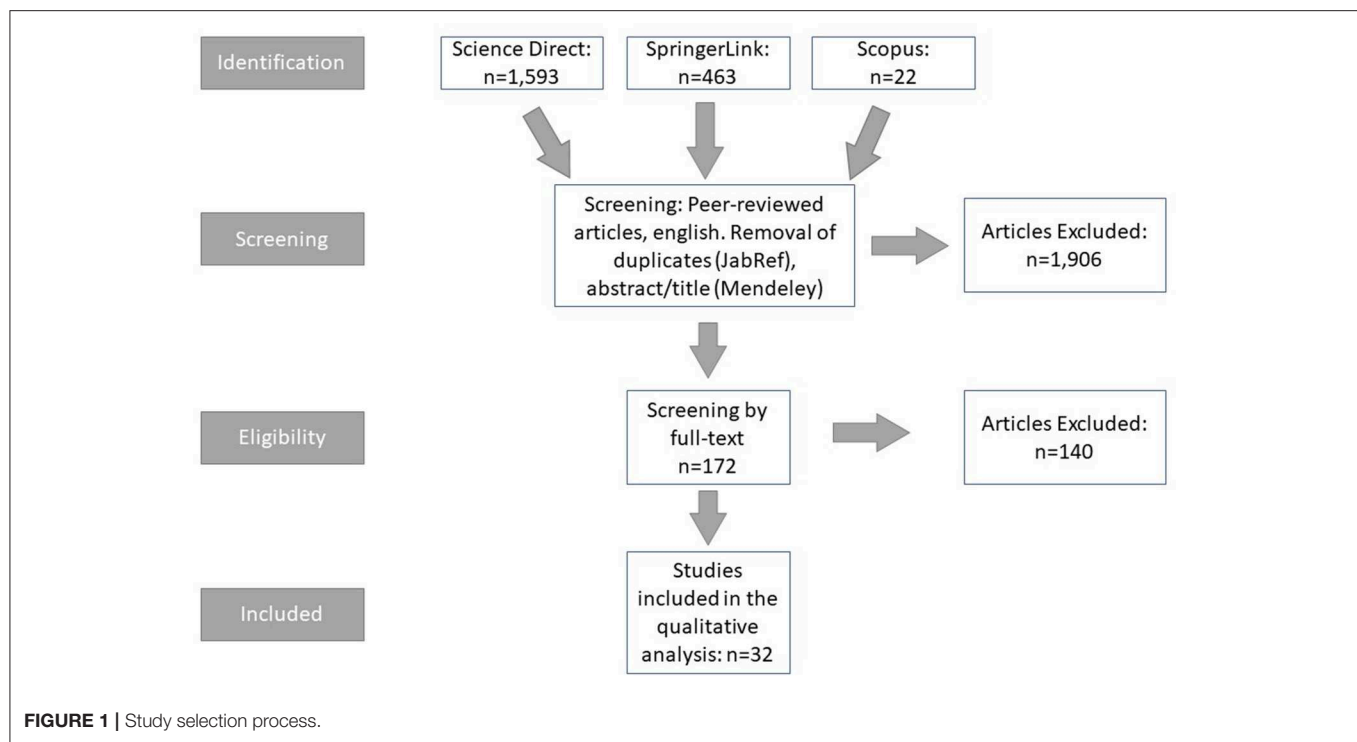 Identification
Science Direct:
n=1,593
SpringerLink:
n=463
Scopus:
n=22
Screening
Screening: Peer-reviewed
articles, english. Removal of
duplicates (JabRef),
abstract/title (Mendeley)
Articles Excluded:
n=1,906
Eligibility
Screening by
full-text
n=172
Articles Excluded:
n=140
Included
Studies
included in the
qualitative
analysis: n=32
FIGURE 1 | Study selection process.